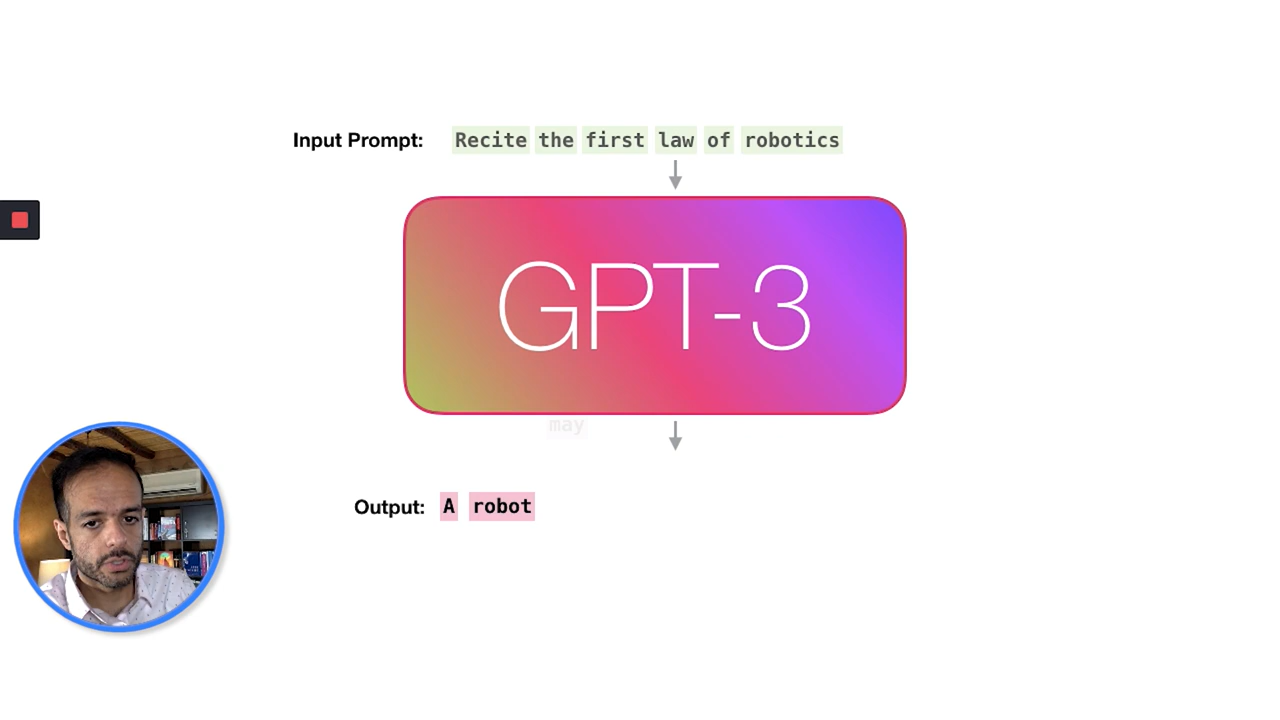 Input Prompt: Recite the first law of robotics
GPT-3
may
Output: A robot